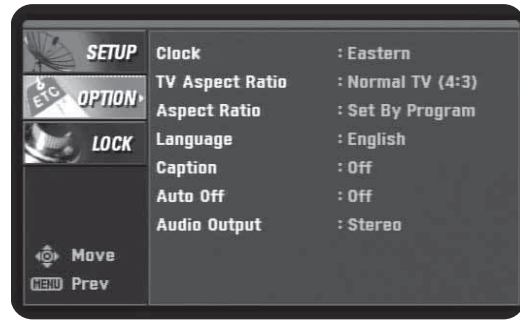 SETUP
ETC OPTION
LOCK
Move
MENU Prev
Clock : Eastern
TV Aspect Ratio : Normal TV (4:3)
Aspect Ratio : Set By Program
Language : English
Caption : Off
Auto Off : Off
Audio Output : Stereo